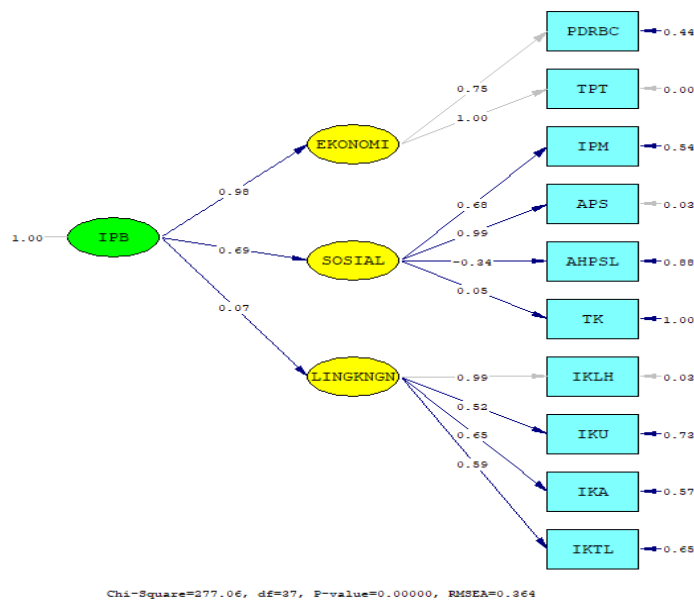 PDRBC
0.44
0.75
TPT
0.00
1.00
EKONOMI
IPM
0.54
0.98
0.68
APS
0.03
0.99
1.00
IPB
0.69
SOSIAL
-0.34
AHPSL
0.88
0.05
TK
1.00
0.07
LINGKNGN
0.99
IKLH
0.03
0.52
IKU
0.73
0.65
0.59
IKA
0.57
IKTL
0.65
Chi-Square=277.06, df=37, P-value=0.00000, RMSEA=0.364